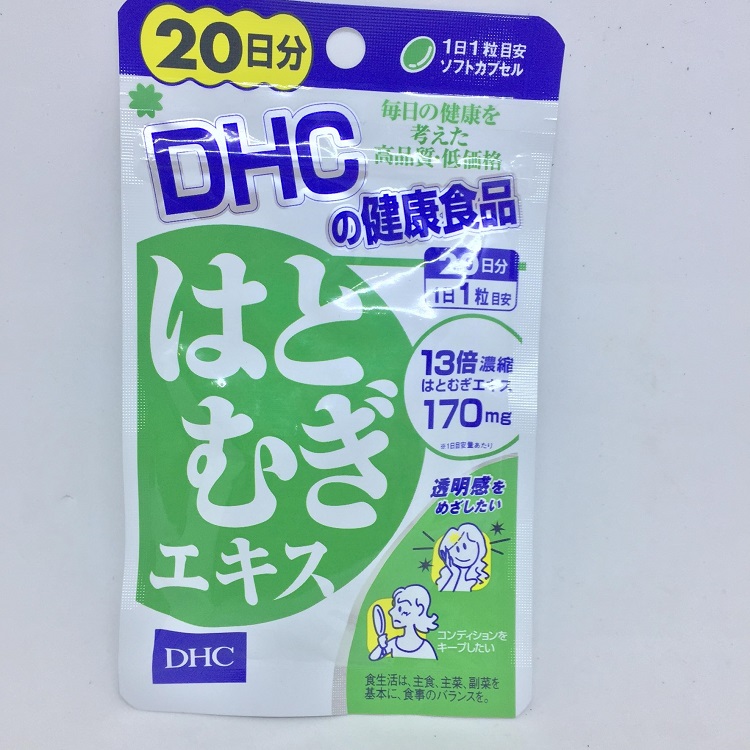 20日分
1日1粒目安
ソフトカプセル
毎日の健康を
考えた
高品質・低価格
DHC
の健康食品
20日分
1日1粒目安
はと
むぎ
エキス
13倍濃縮
はとむぎエキス
170mg
※1日目安量あたり
透明感を
めざしたい
コンディションを
キープしたい
DHC
食生活は、主食、主菜、副菜を
基本に、食事のバランスを。